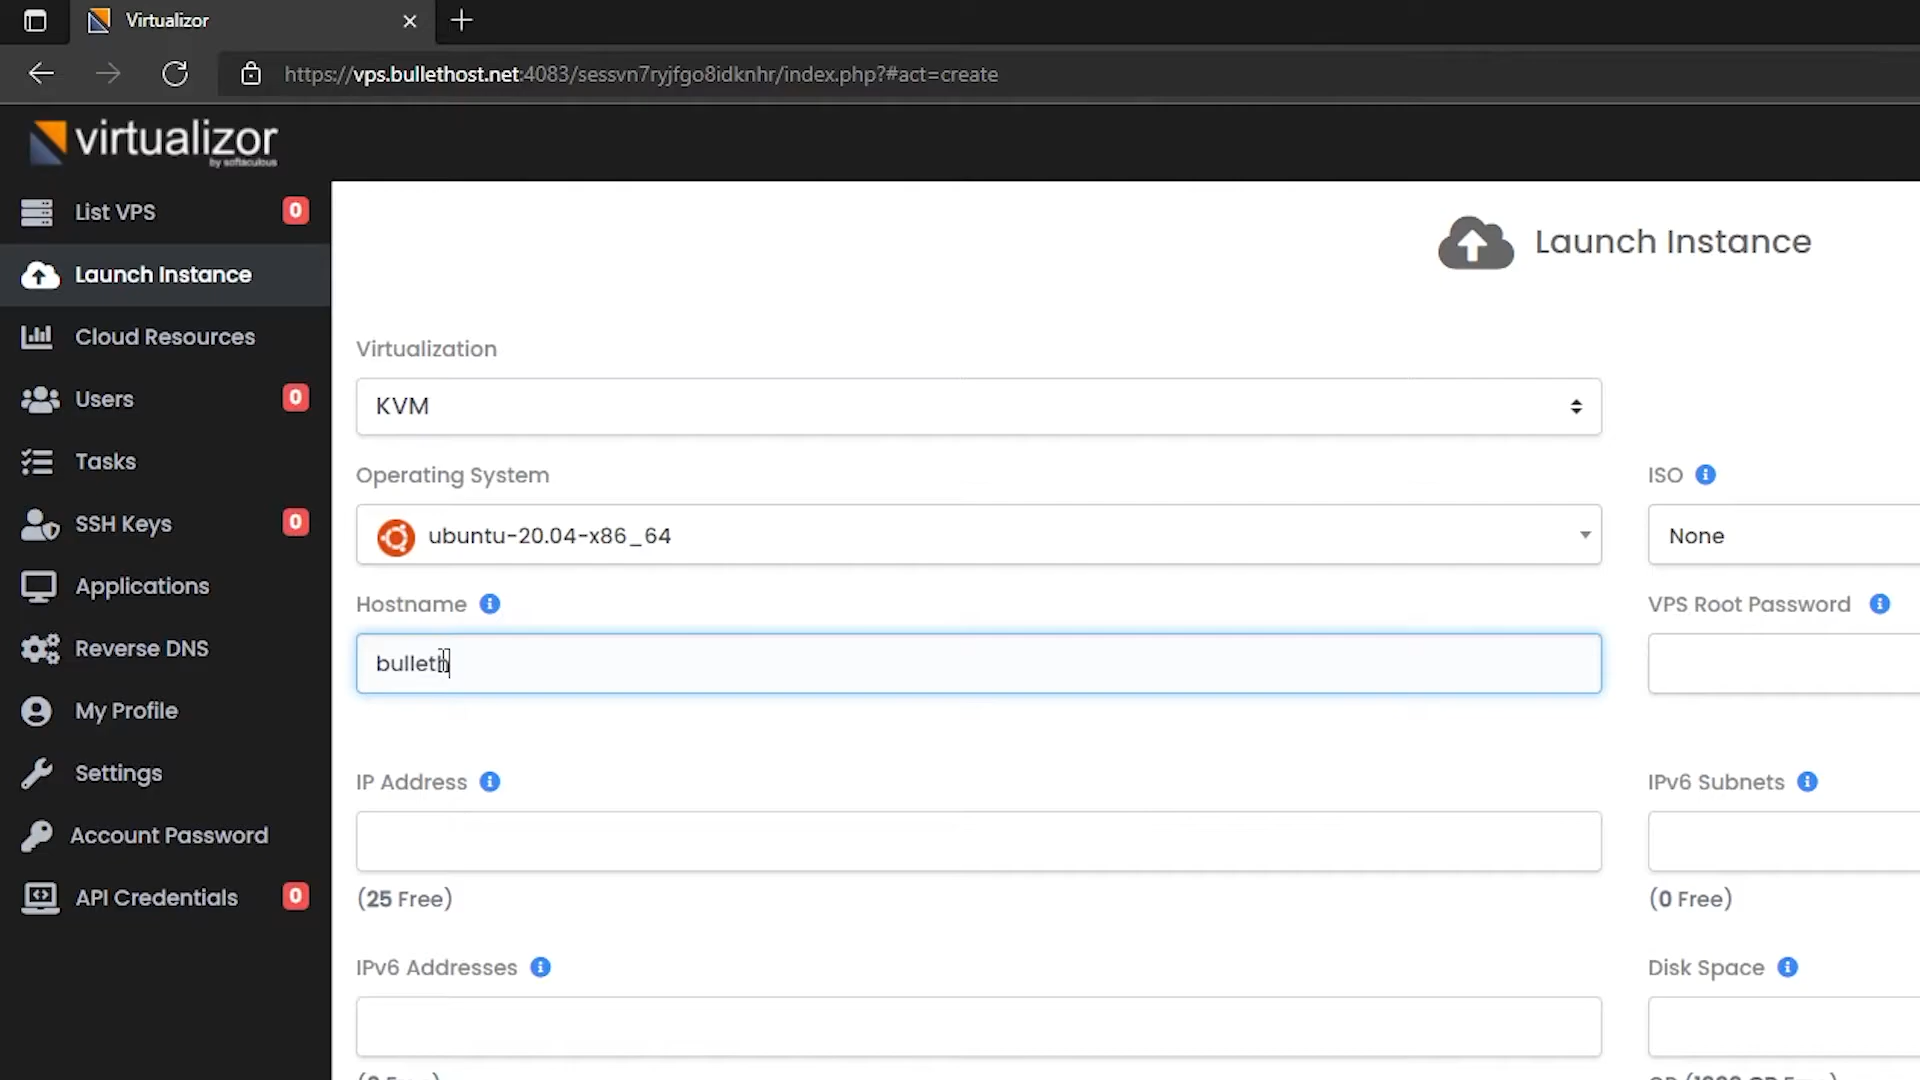 Virtualizor
https://vps.bullethost.net:4083/sessvn7ryjfgo8idknhr/index.php?#act=create
virtualizor
by softaculous
List VPS 0
Launch Instance
Cloud Resources
Users 0
Tasks
SSH Keys 0
Applications
Reverse DNS
My Profile
Settings
Account Password
API Credentials 0
Launch Instance
Virtualization
KVM
Operating System
ubuntu-20.04-x86_64
ISO
None
Hostname
bulleth
VPS Root Password
IP Address
(25 Free)
IPv6 Subnets
(0 Free)
IPv6 Addresses
Disk Space